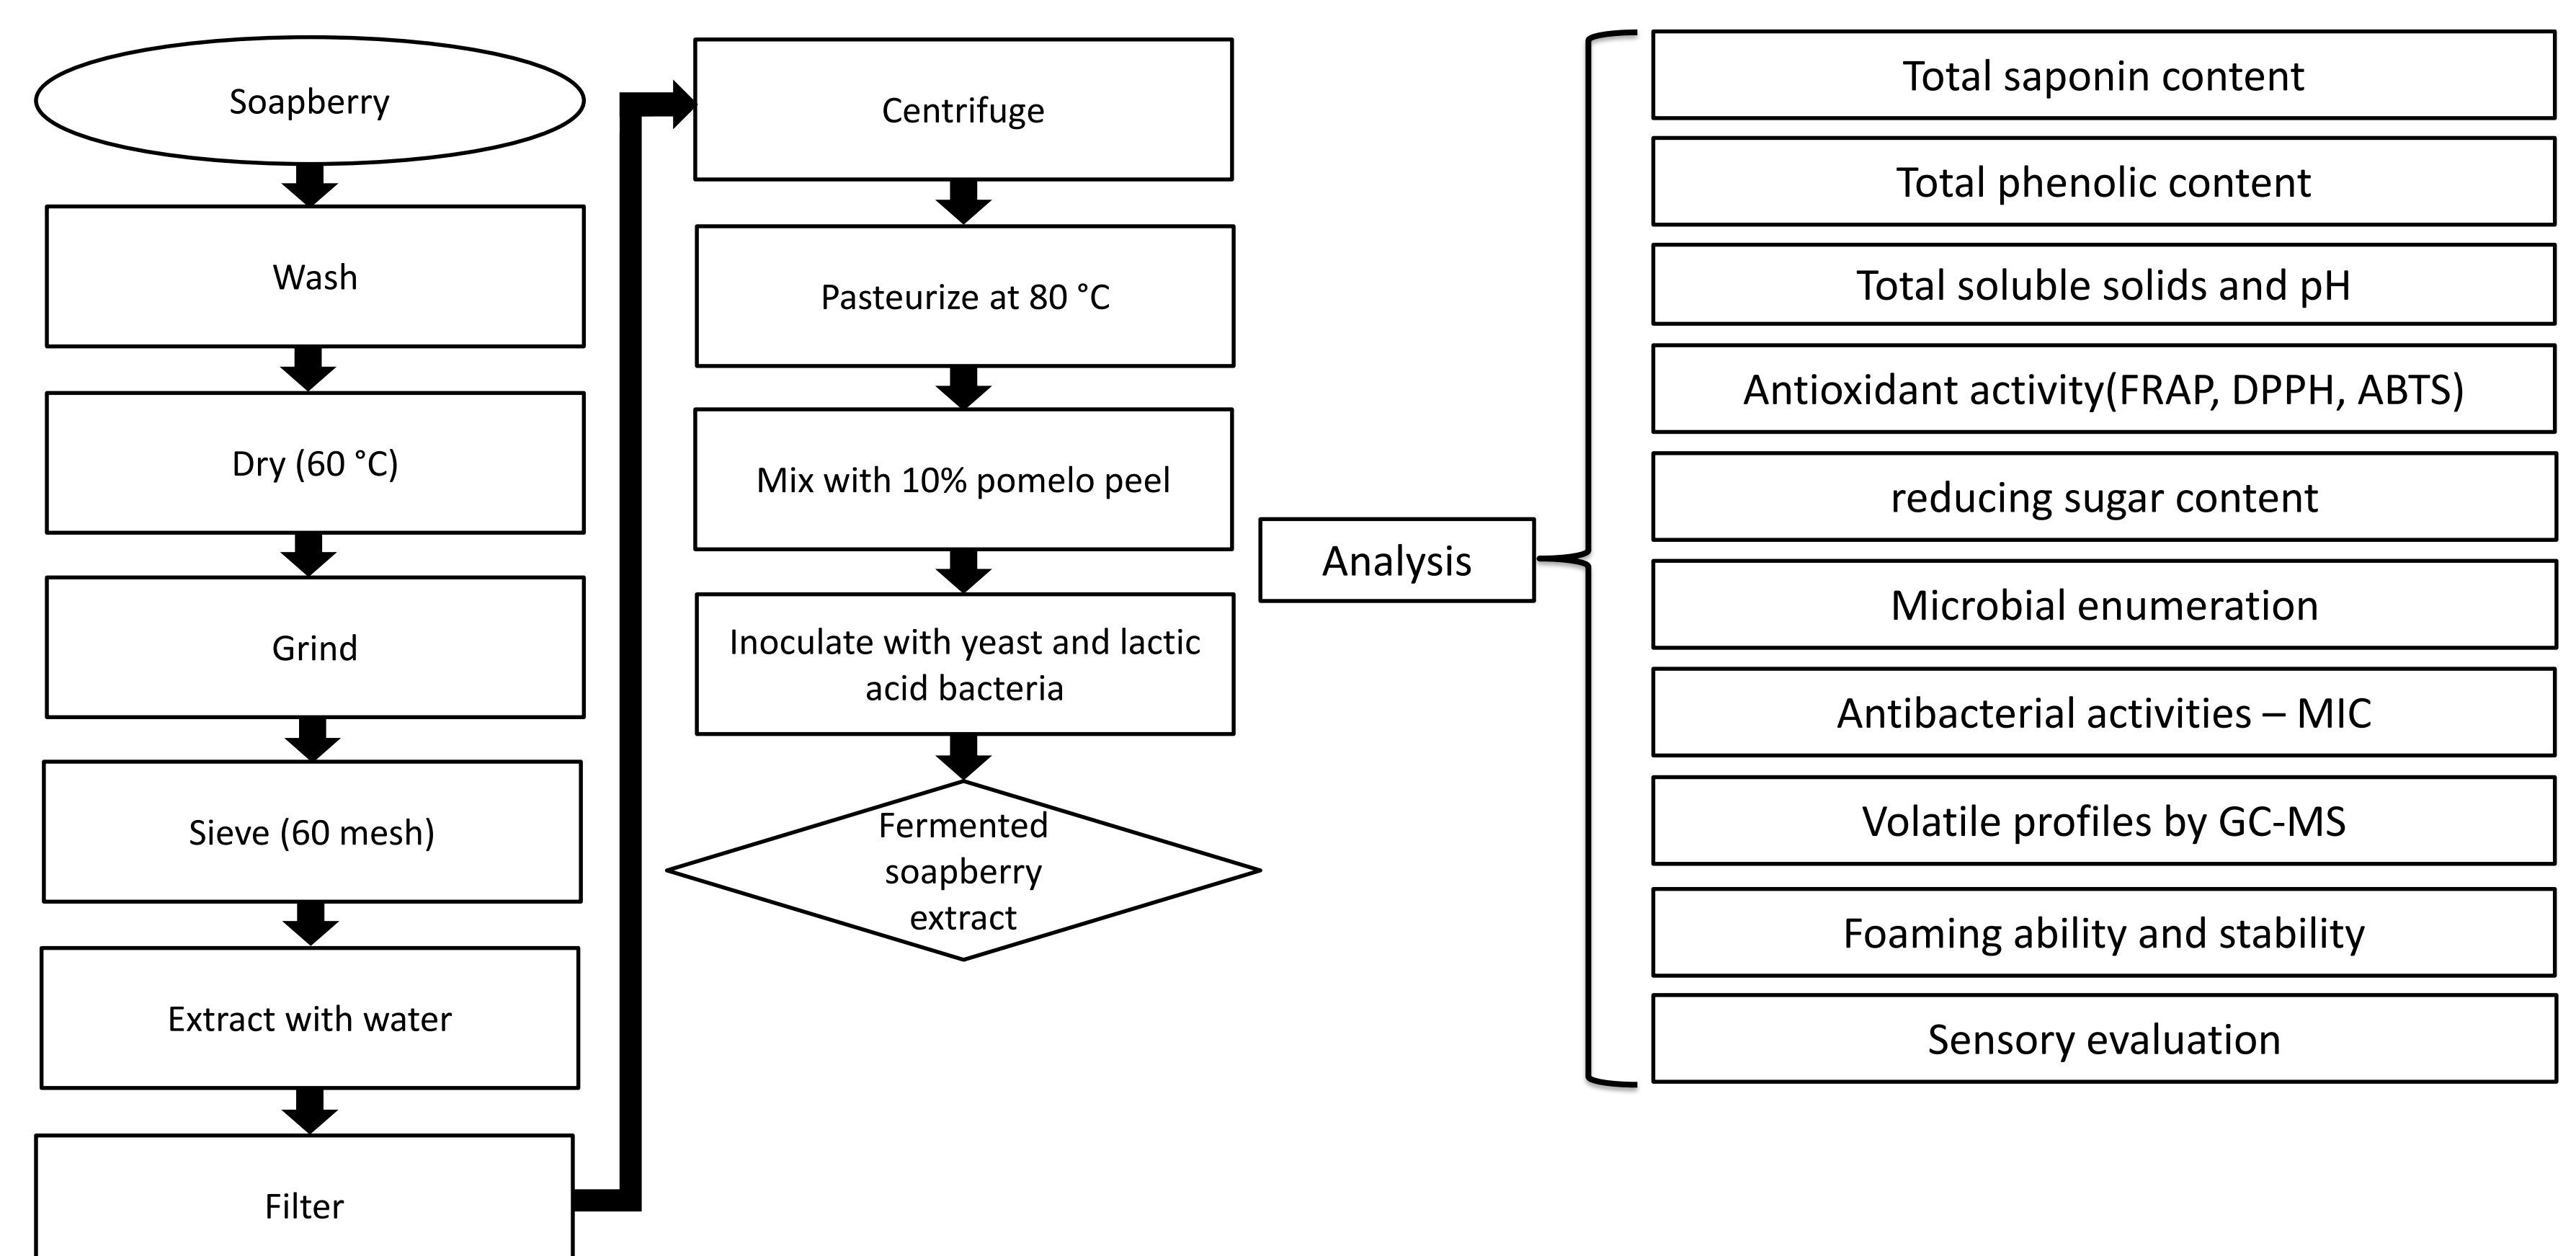 Soapberry
Wash
Dry (60 °C)
Grind
Sieve (60 mesh)
Extract with water
Filter
Centrifuge
Pasteurize at 80 °C
Mix with 10% pomelo peel
Inoculate with yeast and lactic
acid bacteria
Fermented
soapberry
extract
Analysis
Total saponin content
Total phenolic content
Total soluble solids and pH
Antioxidant activity(FRAP, DPPH, ABTS)
reducing sugar content
Microbial enumeration
Antibacterial activities – MIC
Volatile profiles by GC-MS
Foaming ability and stability
Sensory evaluation